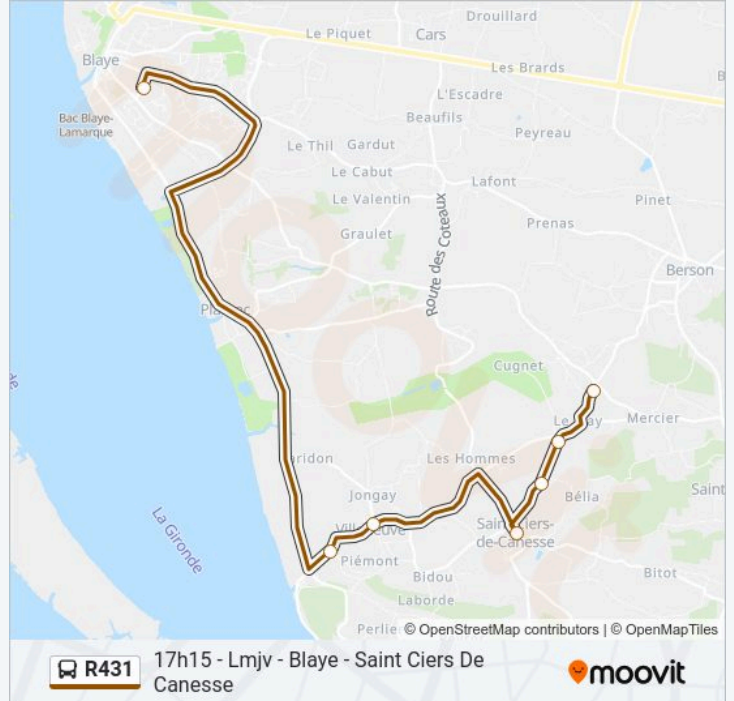 Drouillard
Le Piquet
Cars
Blaye
Les Brards
L'Escadre
Bac Blaye-
Lamarque
Beaufils
Peyreau
Le Thil
Gardut
Le Cabut
Lafont
Le Valentin
Pinet
Prenas
Graulet
Route des Coteaux
Berson
Cugnet
Mercier
Les Hommes
Jongay
Bélia
Saint
La Gironde
de-Canesse
Piémont
Bidou
Bitot
Laborde
Perlie
© OpenStreetMap contributors | © OpenMapTiles
R431
17h15 - Lmjv - Blaye - Saint Ciers De
Canesse
moovit